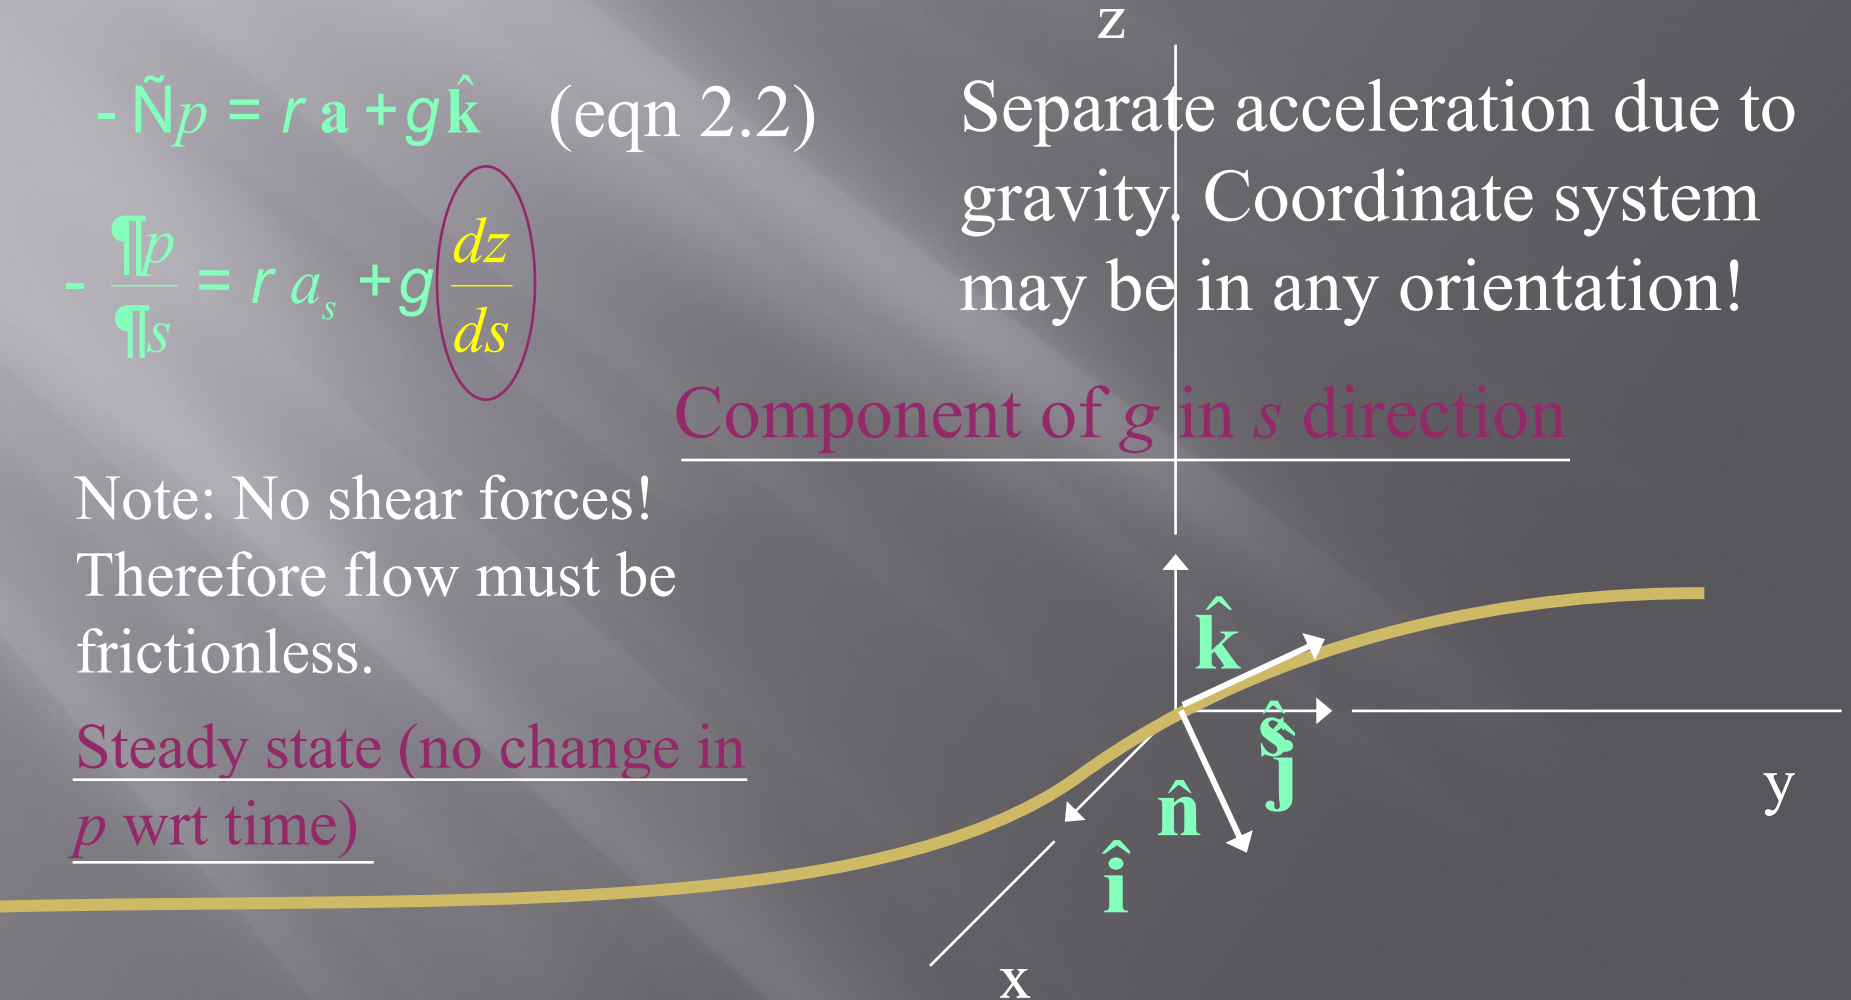 - Ñp = r a + g k̂ (eqn 2.2)
- ¶p/¶s = r aₛ + g dz/ds
z
Separate acceleration due to
gravity. Coordinate system
may be in any orientation!
Component of g in s direction
Note: No shear forces!
Therefore flow must be
frictionless.
Steady state (no change in
p wrt time)
k̂
ŝ
ĵ
n̂
î
y
x